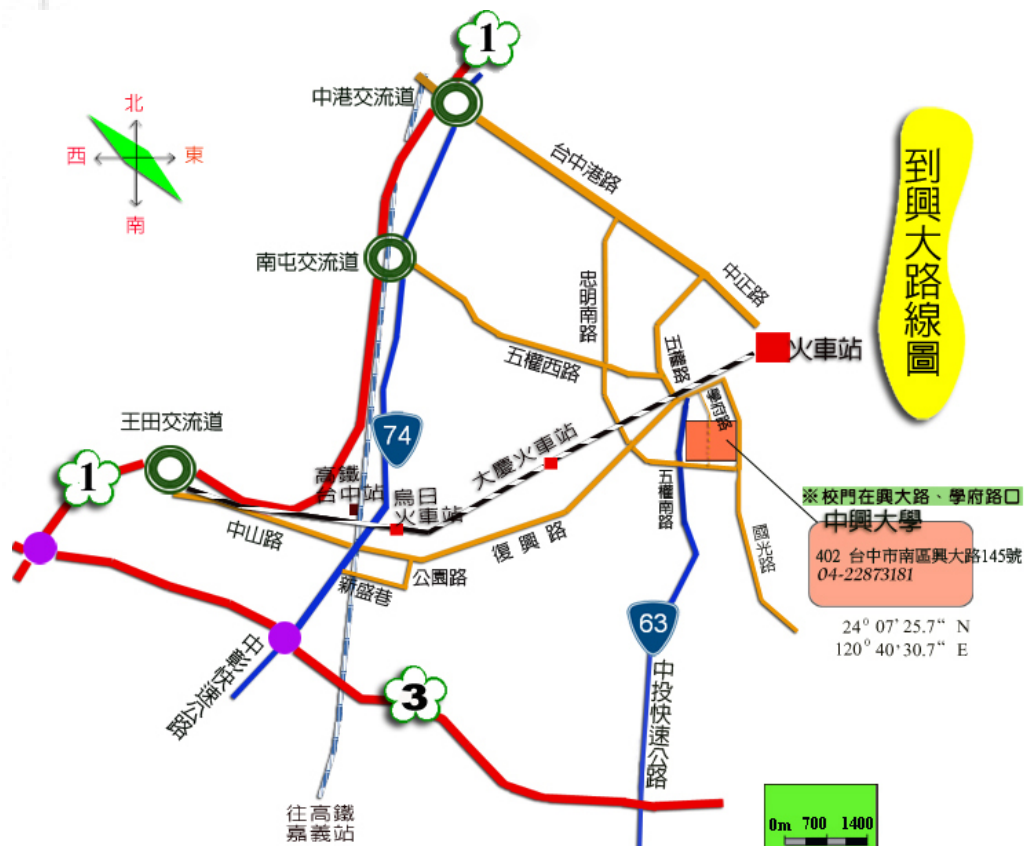 1
北
西
東
南
中港交流道
台中港路
到興大路線圖
南屯交流道
忠明南路
中正路
五權路
火車站
五權西路
學府路
王田交流道
74
1
高鐵
台中站
烏日
火車站
大慶火車站
五權南路
※校門在興大路、學府路口
中興大學
402 台中市南區興大路145號
04-22873181
24° 07'25.7“ N
120° 40'30.7“ E
中山路
復興路
國光路
公園路
新盛巷
63
中彰快速公路
3
中投快速公路
往高鐵
嘉義站
0m 700 1400